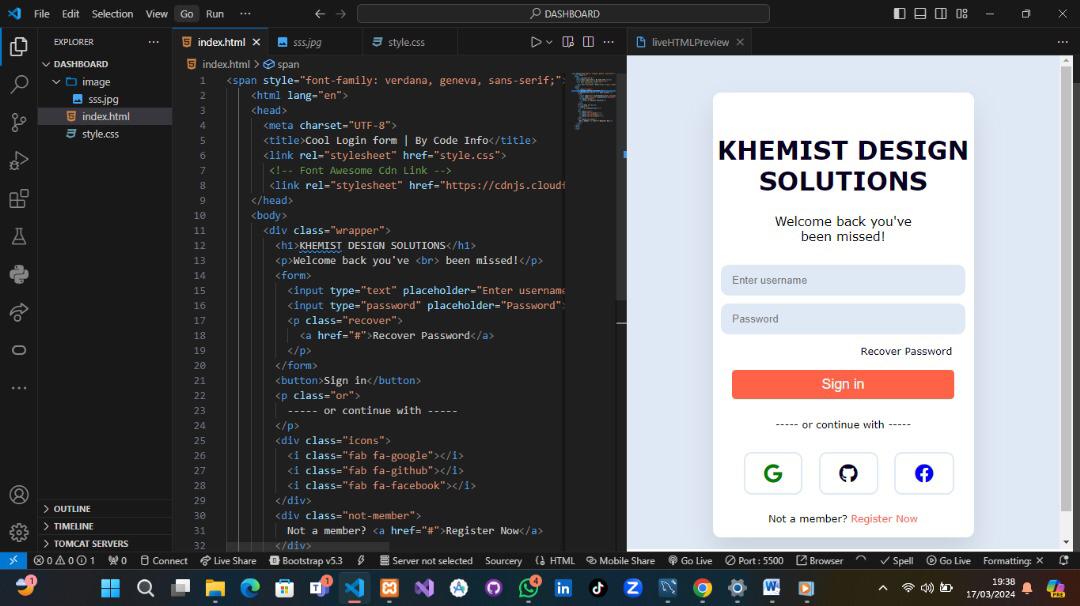 File Edit Selection View Go Run ··· DASHBOARD
EXPLORER ···
DASHBOARD
image
sss.jpg
index.html
style.css
OUTLINE
TIMELINE
TOMCAT SERVERS
index.html sss.jpg style.css
index.html > span
1 <span style="font-family: verdana, geneva, sans-serif;"
2 <html lang="en">
3 <head>
4 <meta charset="UTF-8">
5 <title>Cool Login form | By Code Info</title>
6 <link rel="stylesheet" href="style.css">
7 <!-- Font Awesome Cdn Link -->
8 <link rel="stylesheet" href="https://cdnjs.cloudf
9 </head>
10 <body>
11 <div class="wrapper">
12 <h1>KHEMIST DESIGN SOLUTIONS</h1>
13 <p>Welcome back you've <br> been missed!</p>
14 <form>
15 <input type="text" placeholder="Enter username
16 <input type="password" placeholder="Password"
17 <p class="recover">
18 <a href="#">Recover Password</a>
19 </p>
20 </form>
21 <button>Sign in</button>
22 <p class="or">
23 ----- or continue with -----
24 </p>
25 <div class="icons">
26 <i class="fab fa-google"></i>
27 <i class="fab fa-github"></i>
28 <i class="fab fa-facebook"></i>
29 </div>
30 <div class="not-member">
31 Not a member? <a href="#">Register Now</a>
32 </div>
liveHTMLPreview
KHEMIST DESIGN
SOLUTIONS
Welcome back you've
been missed!
Enter username
Password
Recover Password
Sign in
----- or continue with -----
Not a member? Register Now
0 0 1 0 Connect Live Share Bootstrap v5.3 Server not selected Sourcery HTML Mobile Share Go Live Port : 5500 Browser Spell Go Live Formatting: ✕
1 1 4 19:38
17/03/2024